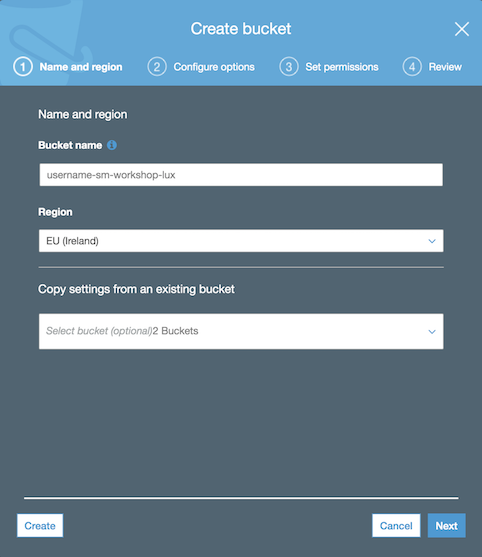 Create bucket
1 Name and region 2 Configure options 3 Set permissions 4 Review
Name and region
Bucket name
username-sm-workshop-lux
Region
EU (Ireland)
Copy settings from an existing bucket
Select bucket (optional)2 Buckets
Create Cancel Next